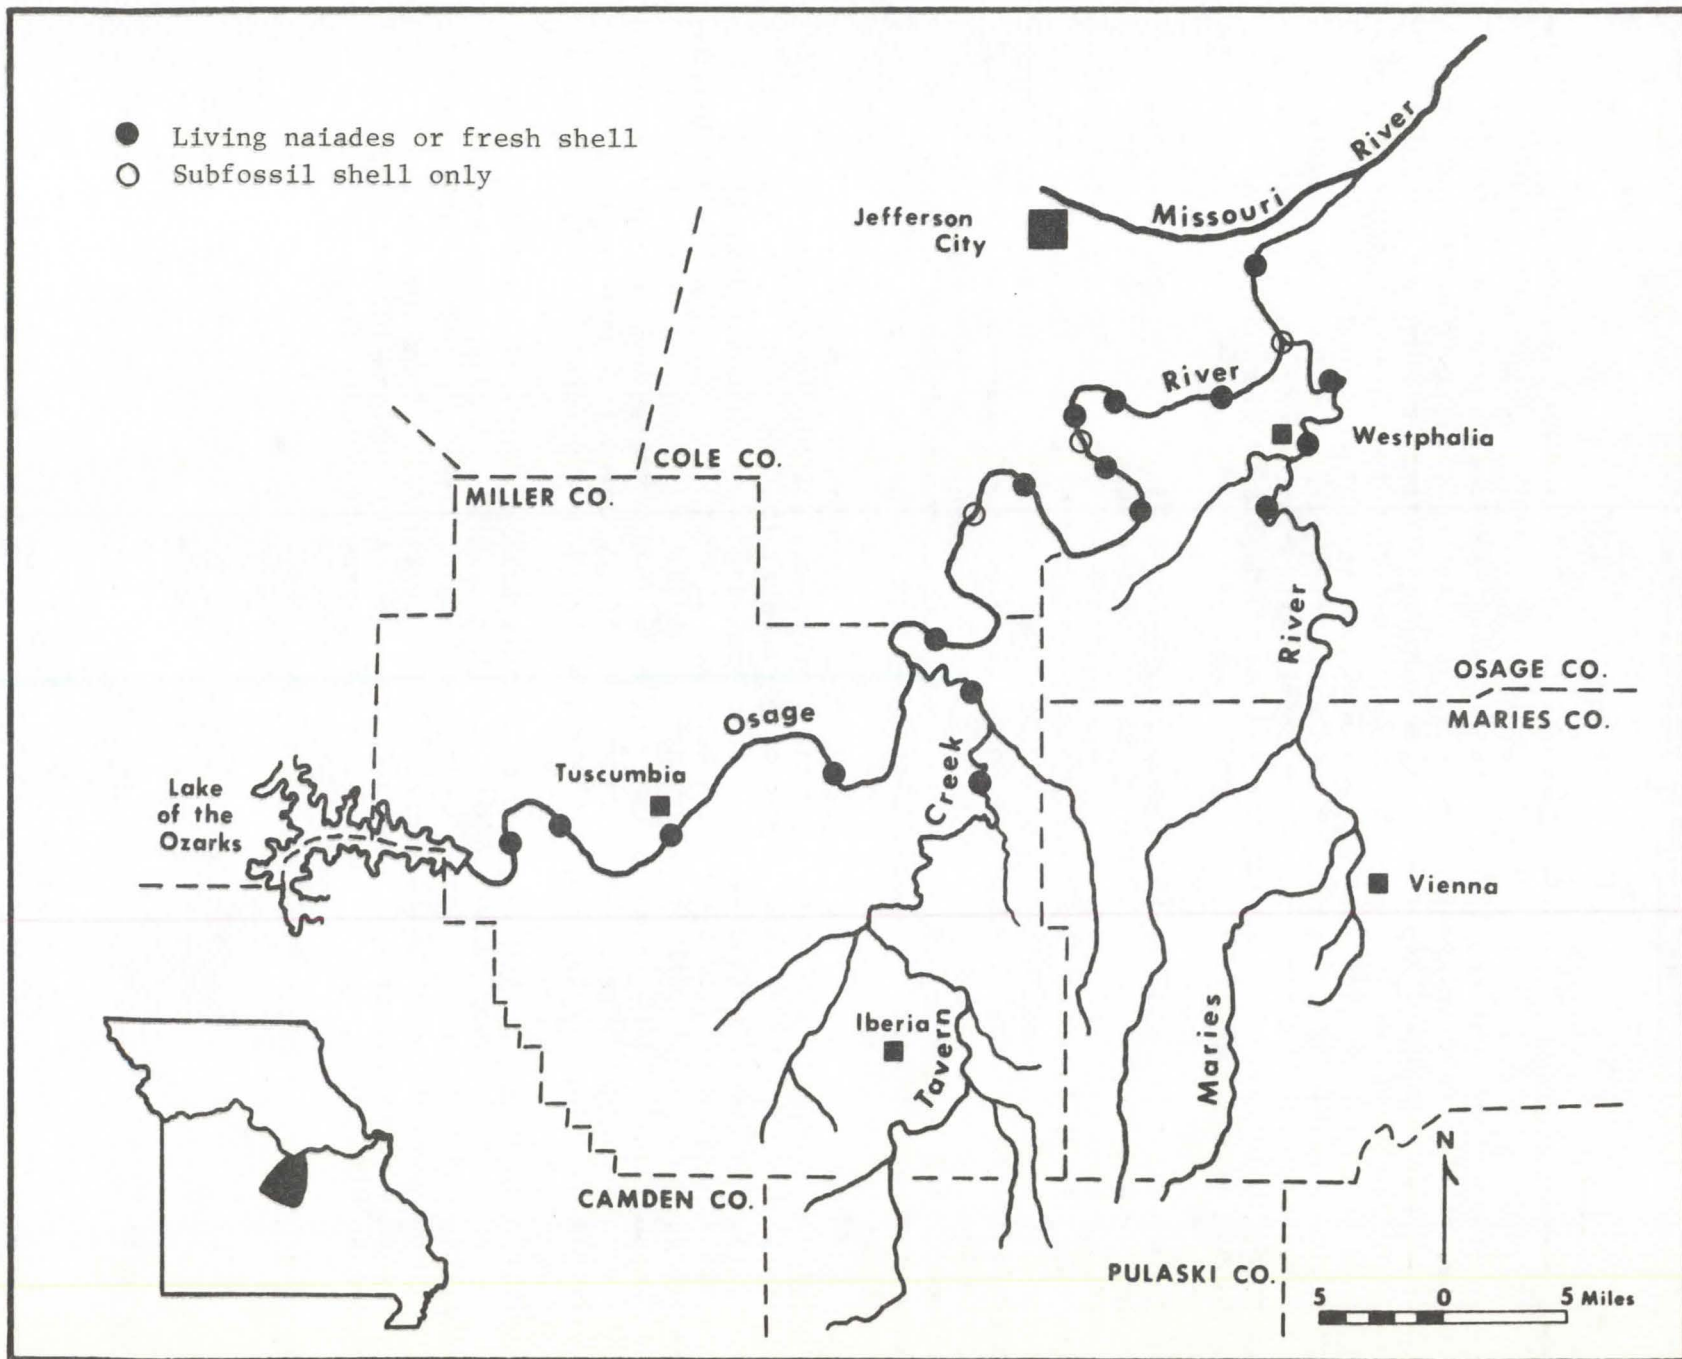 Living naiades or fresh shell
Subfossil shell only
River
Missouri
Jefferson
City
River
Westphalia
COLE CO.
MILLER CO.
River
OSAGE CO.
MARIES CO.
Osage
Tuscumbia
Creek
Lake
of the
Ozarks
Vienna
Iberia
Tavern
Maries
N
CAMDEN CO.
PULASKI CO.
5 0 5 Miles